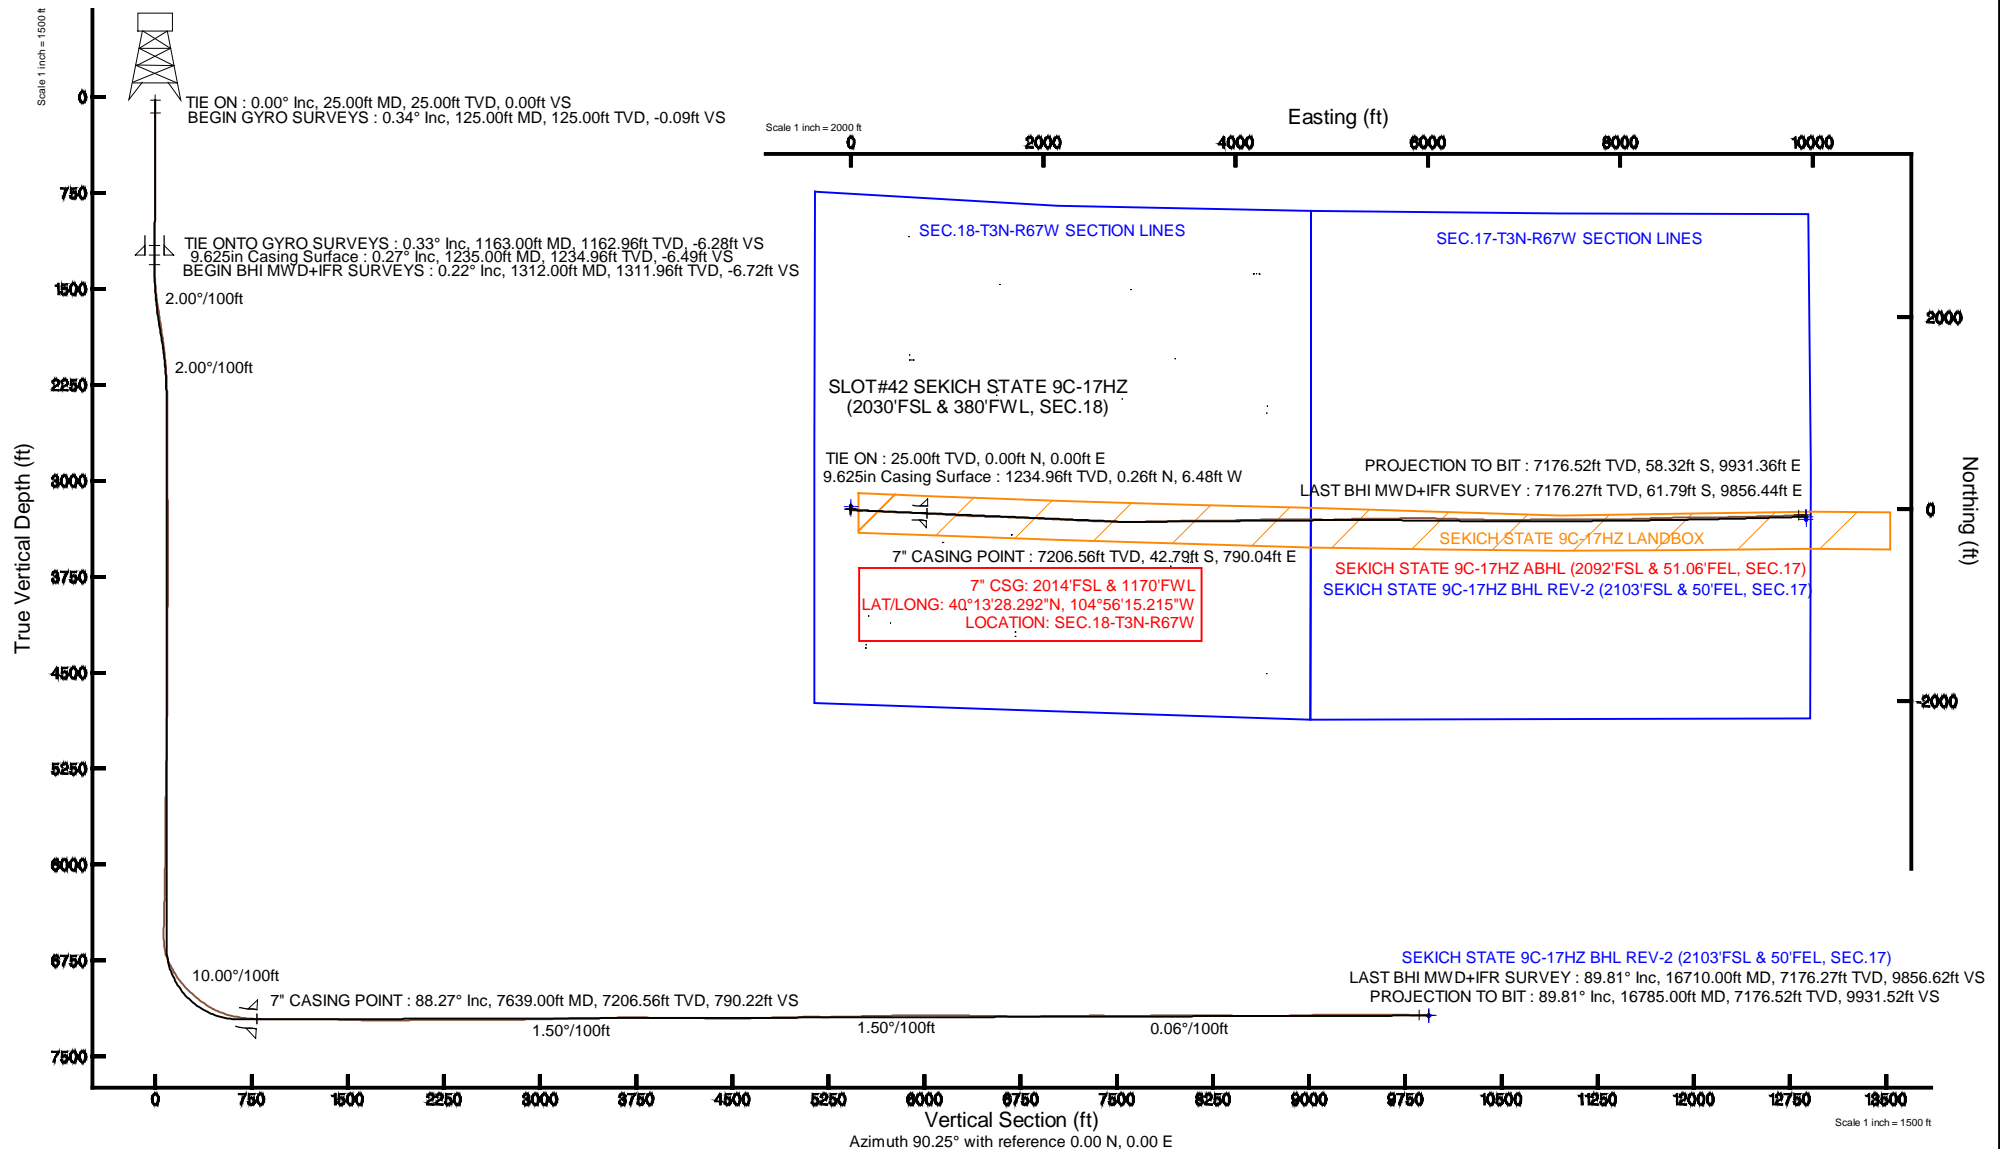 Scale 1 inch = 1500 ft
0
750
1500
2250
3000
3750
4500
5250
6000
6750
7500
True Vertical Depth (ft)
TIE ON : 0.00° Inc, 25.00ft MD, 25.00ft TVD, 0.00ft VS
BEGIN GYRO SURVEYS : 0.34° Inc, 125.00ft MD, 125.00ft TVD, -0.09ft VS
TIE ONTO GYRO SURVEYS : 0.33° Inc, 1163.00ft MD, 1162.96ft TVD, -6.28ft VS
9.625in Casing Surface : 0.27° Inc, 1235.00ft MD, 1234.96ft TVD, -6.49ft VS
BEGIN BHI MWD+IFR SURVEYS : 0.22° Inc, 1312.00ft MD, 1311.96ft TVD, -6.72ft VS
2.00°/100ft
2.00°/100ft
Easting (ft)
Scale 1 inch = 2000 ft
0
2000
4000
6000
8000
10000
SEC.18-T3N-R67W SECTION LINES
SEC.17-T3N-R67W SECTION LINES
2000
0
-2000
Northing (ft)
SLOT#42 SEKICH STATE 9C-17HZ
(2030'FSL & 380'FWL, SEC.18)
TIE ON : 25.00ft TVD, 0.00ft N, 0.00ft E
9.625in Casing Surface : 1234.96ft TVD, 0.26ft N, 6.48ft W
PROJECTION TO BIT : 7176.52ft TVD, 58.32ft S, 9931.36ft E
LAST BHI MWD+IFR SURVEY : 7176.27ft TVD, 61.79ft S, 9856.44ft E
SEKICH STATE 9C-17HZ LANDBOX
7" CASING POINT : 7206.56ft TVD, 42.79ft S, 790.04ft E
SEKICH STATE 9C-17HZ ABHL (2092'FSL & 51.06'FEL, SEC.17)
SEKICH STATE 9C-17HZ BHL REV-2 (2103'FSL & 50'FEL, SEC.17)
7" CSG: 2014'FSL & 1170'FWL
LAT/LONG: 40°13'28.292"N, 104°56'15.215"W
LOCATION: SEC.18-T3N-R67W
SEKICH STATE 9C-17HZ BHL REV-2 (2103'FSL & 50'FEL, SEC.17)
LAST BHI MWD+IFR SURVEY : 89.81° Inc, 16710.00ft MD, 7176.27ft TVD, 9856.62ft VS
PROJECTION TO BIT : 89.81° Inc, 16785.00ft MD, 7176.52ft TVD, 9931.52ft VS
10.00°/100ft
7" CASING POINT : 88.27° Inc, 7639.00ft MD, 7206.56ft TVD, 790.22ft VS
1.50°/100ft
1.50°/100ft
0.06°/100ft
0
750
1500
2250
3000
3750
4500
5250
6000
6750
7500
8250
9000
9750
10500
11250
12000
12750
13500
Vertical Section (ft)
Azimuth 90.25° with reference 0.00 N, 0.00 E
Scale 1 inch = 1500 ft